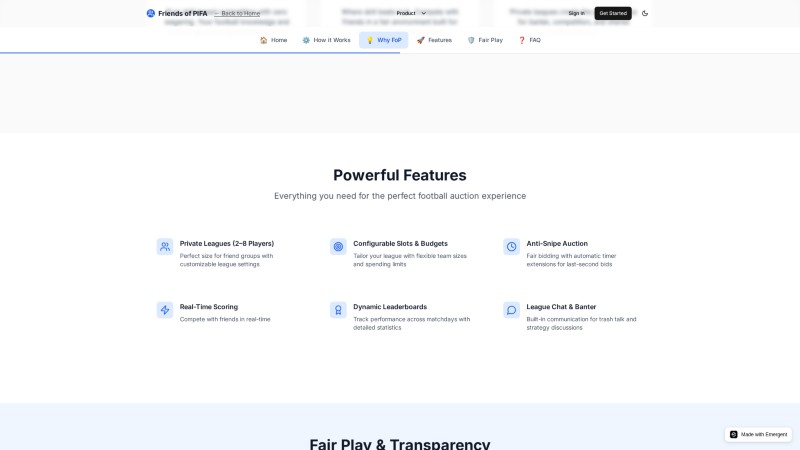 Friends of PIFA
← Back to Home
Product
Sign In
Get Started
Home
How it Works
Why FoP
Features
Fair Play
FAQ
Powerful Features
Everything you need for the perfect football auction experience
Private Leagues (2–8 Players)
Perfect size for friend groups with
customizable league settings
Configurable Slots & Budgets
Tailor your league with flexible team sizes
and spending limits
Anti-Snipe Auction
Fair bidding with automatic timer
extensions for last-second bids
Real-Time Scoring
Compete with friends in real-time
Dynamic Leaderboards
Track performance across matchdays with
detailed statistics
League Chat & Banter
Built-in communication for trash talk and
strategy discussions
Fair Play & Transparency
Made with Emergent